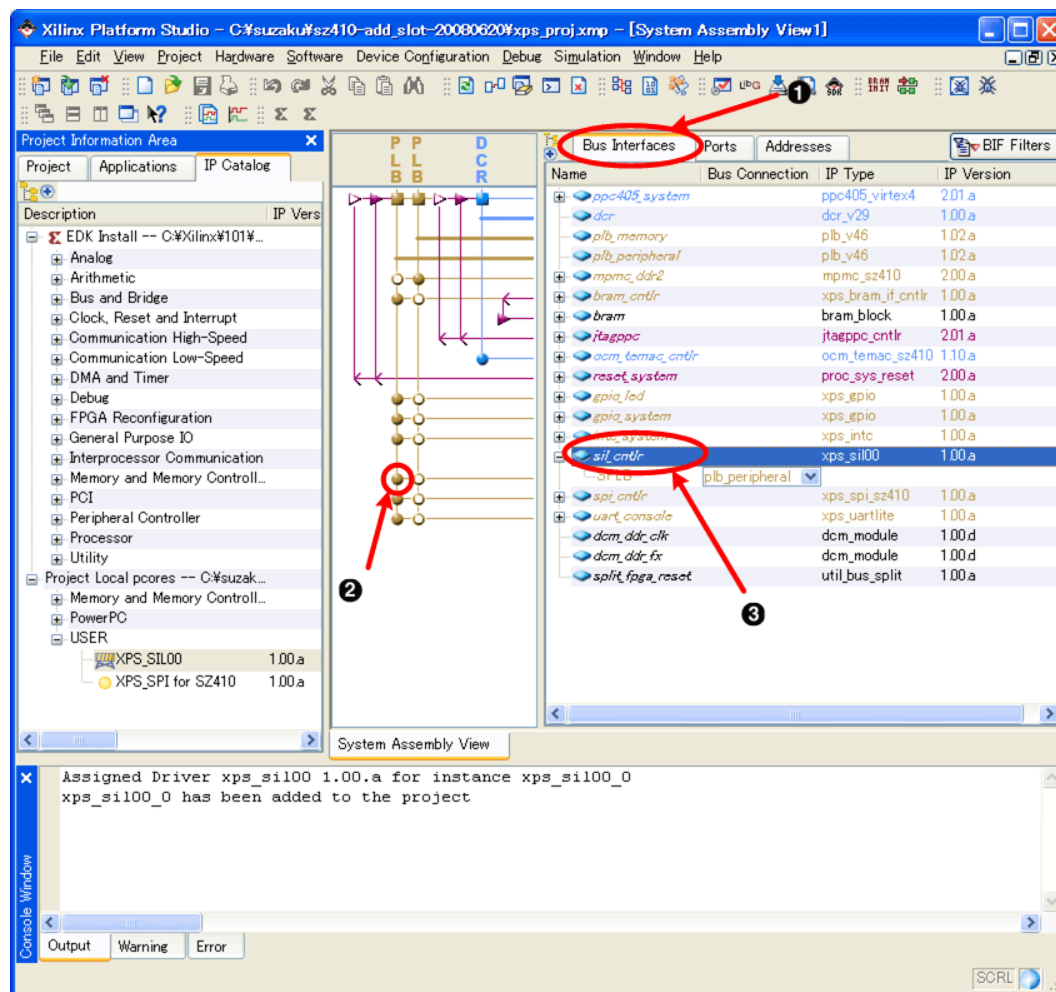 Xilinx Platform Studio - C:¥suzaku¥sz410-add_slot-20080620¥xps_proj.xmp - [System Assembly View1]
File Edit View Project Hardware Software Device Configuration Debug Simulation Window Help
❶
Project Information Area
Project Applications IP Catalog
Description IP Vers
EDK Install -- C:¥Xilinx¥101¥...
Analog
Arithmetic
Bus and Bridge
Clock, Reset and Interrupt
Communication High-Speed
Communication Low-Speed
DMA and Timer
Debug
FPGA Reconfiguration
General Purpose IO
Interprocessor Communication
Memory and Memory Controll...
PCI
Peripheral Controller
Processor
Utility
Project Local pcores -- C:¥suzak...
Memory and Memory Controll...
PowerPC
USER
XPS_SIL00 1.00.a
XPS_SPI for SZ410 1.00.a
PLB PLB DCR
❷
System Assembly View
Bus Interfaces Ports Addresses BIF Filters
Name Bus Connection IP Type IP Version
ppc405_system ppc405_virtex4 2.01.a
dcr dcr_v29 1.00.a
plb_memory plb_v46 1.02.a
plb_peripheral plb_v46 1.02.a
mpmc_ddr2 mpmc_sz410 2.00.a
bram_cntlr xps_bram_if_cntlr 1.00.a
bram bram_block 1.00.a
jtagppc jtagppc_cntlr 2.01.a
ocm_temac_cntlr ocm_temac_sz410 1.10.a
reset_system proc_sys_reset 2.00.a
gpio_led xps_gpio 1.00.a
gpio_system xps_gpio 1.00.a
intc_system xps_intc 1.00.a
sil_cntlr xps_sil00 1.00.a
SPLB plb_peripheral
spi_cntlr xps_spi_sz410 1.00.a
uart_console xps_uartlite 1.00.a
dcm_ddr_clk dcm_module 1.00.d
dcm_ddr_fx dcm_module 1.00.d
split_fpga_reset util_bus_split 1.00.a
❸
Console Window
Assigned Driver xps_sil00 1.00.a for instance xps_sil00_0
xps_sil00_0 has been added to the project
Output Warning Error
SCRL